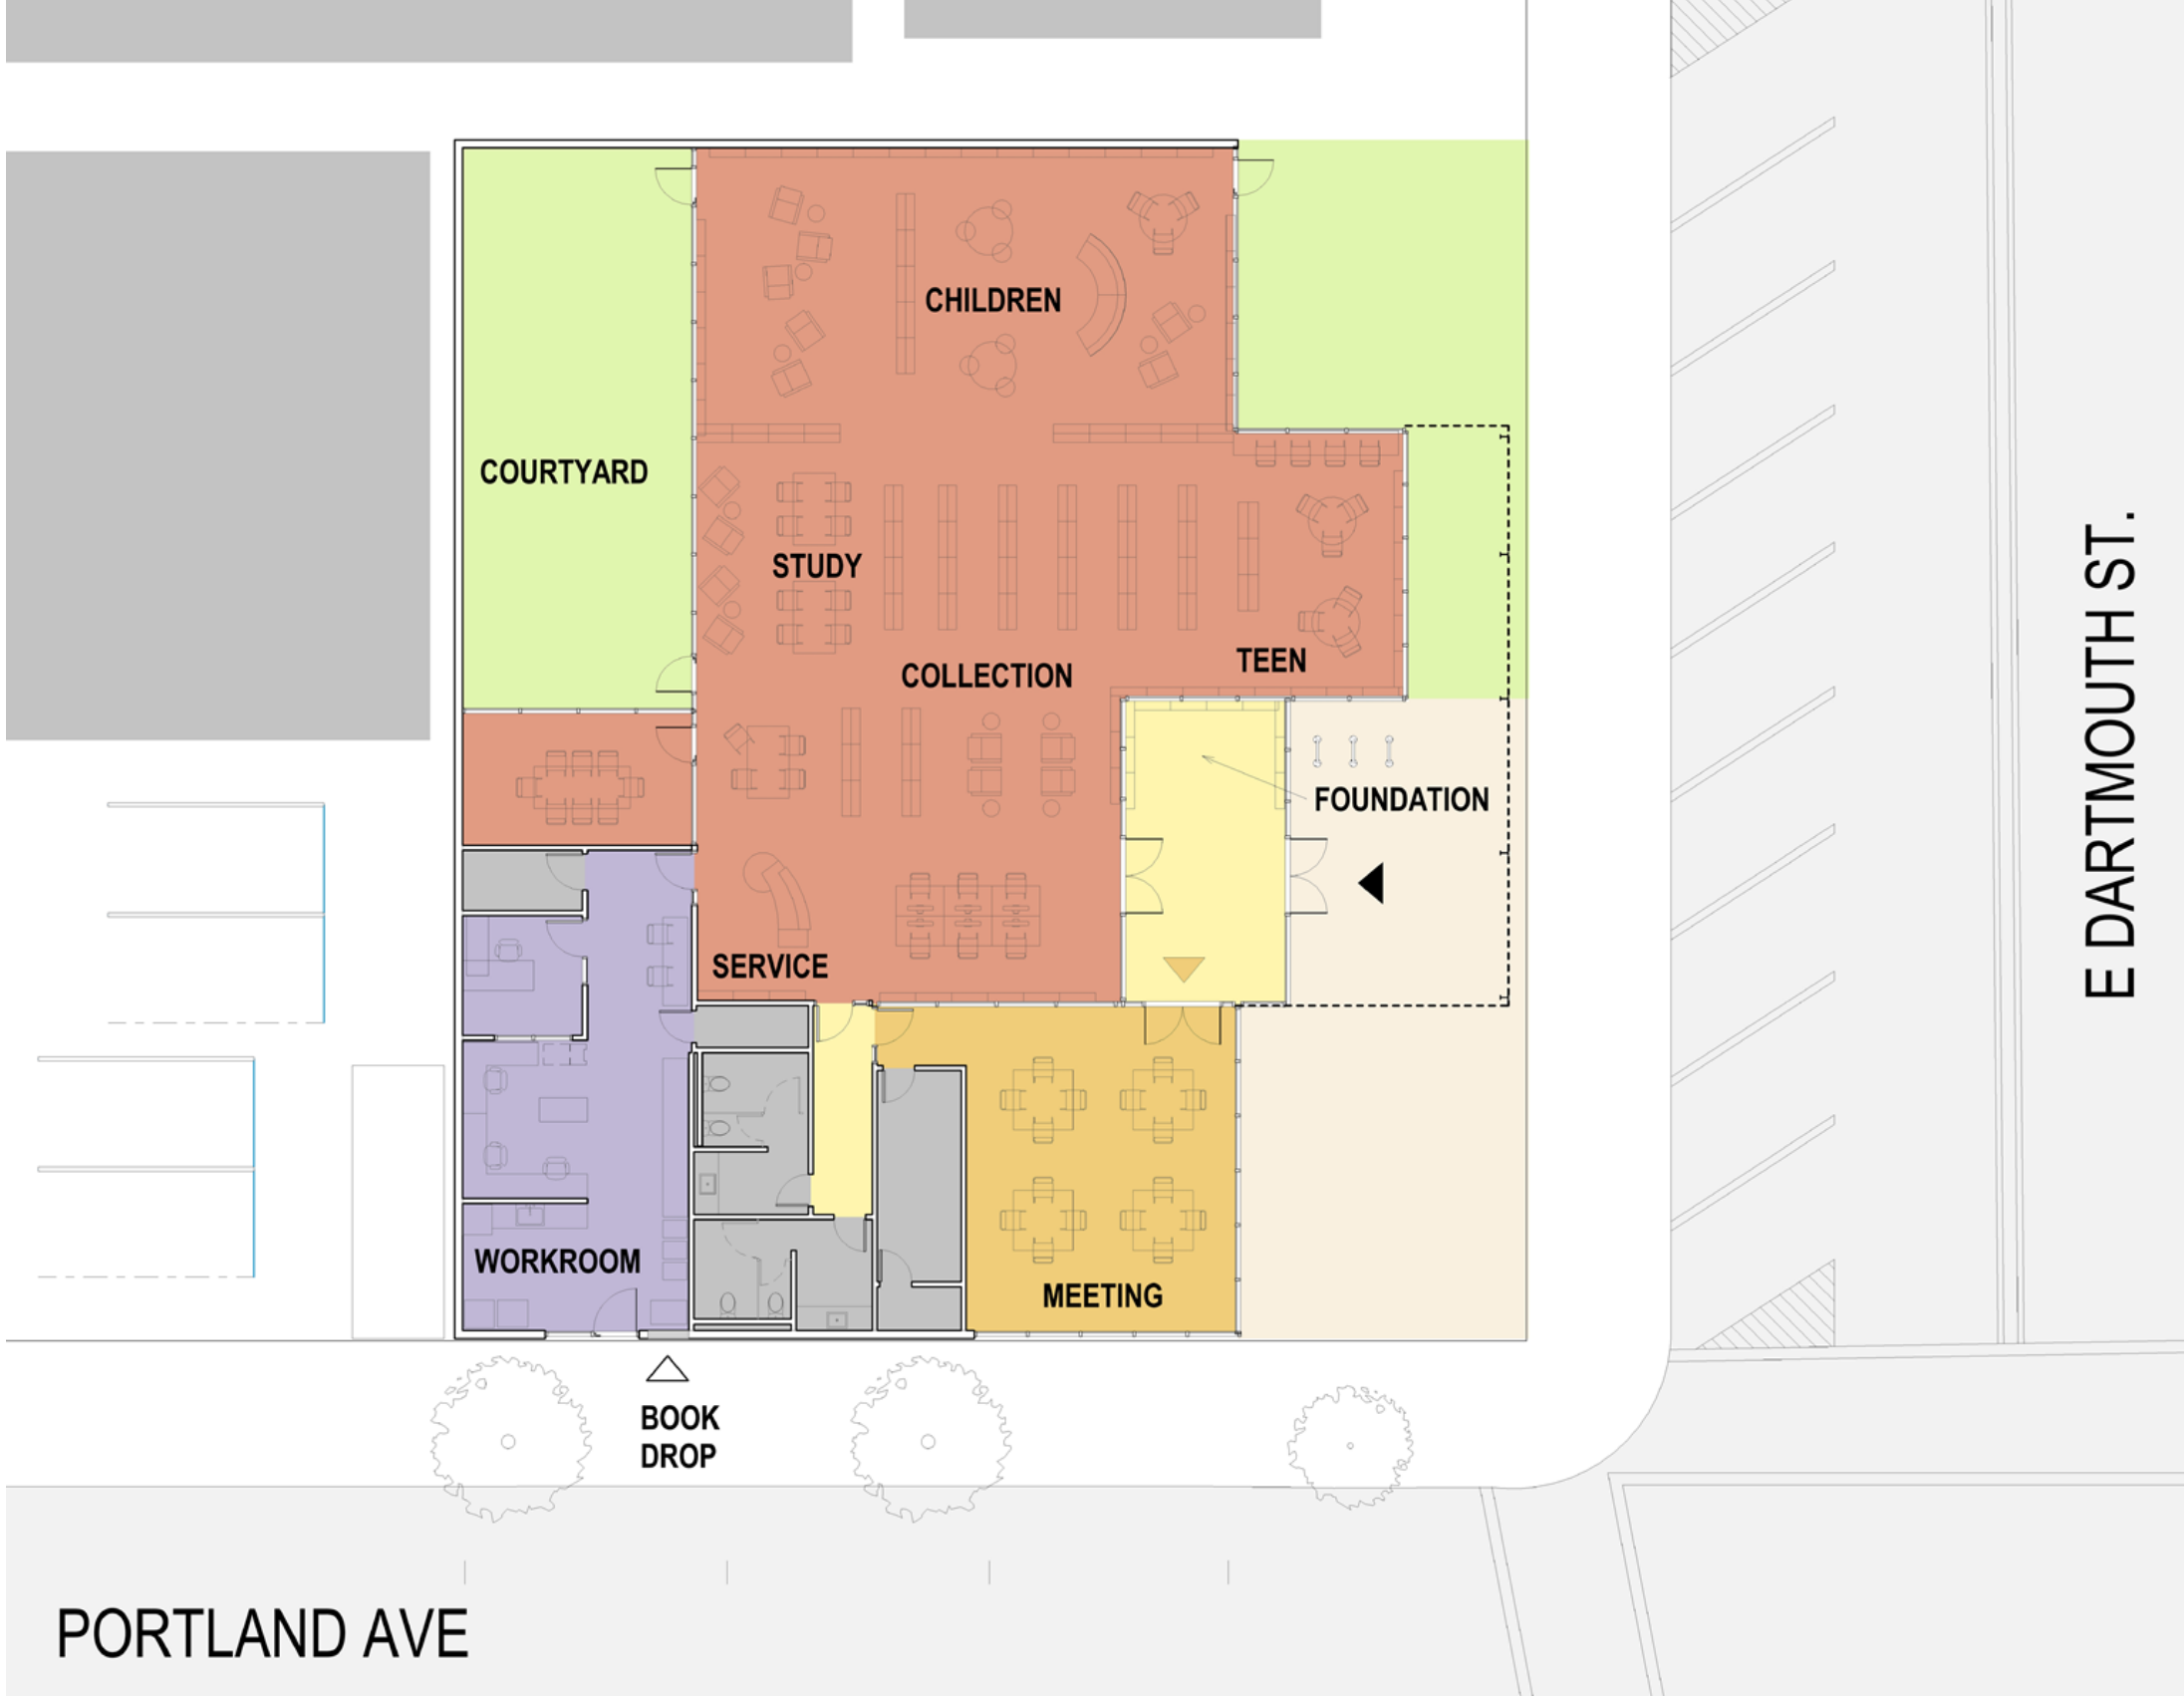 CHILDREN
COURTYARD
STUDY
TEEN
COLLECTION
FOUNDATION
E DARTMOUTH ST.
SERVICE
WORKROOM
MEETING
BOOK
DROP
PORTLAND AVE